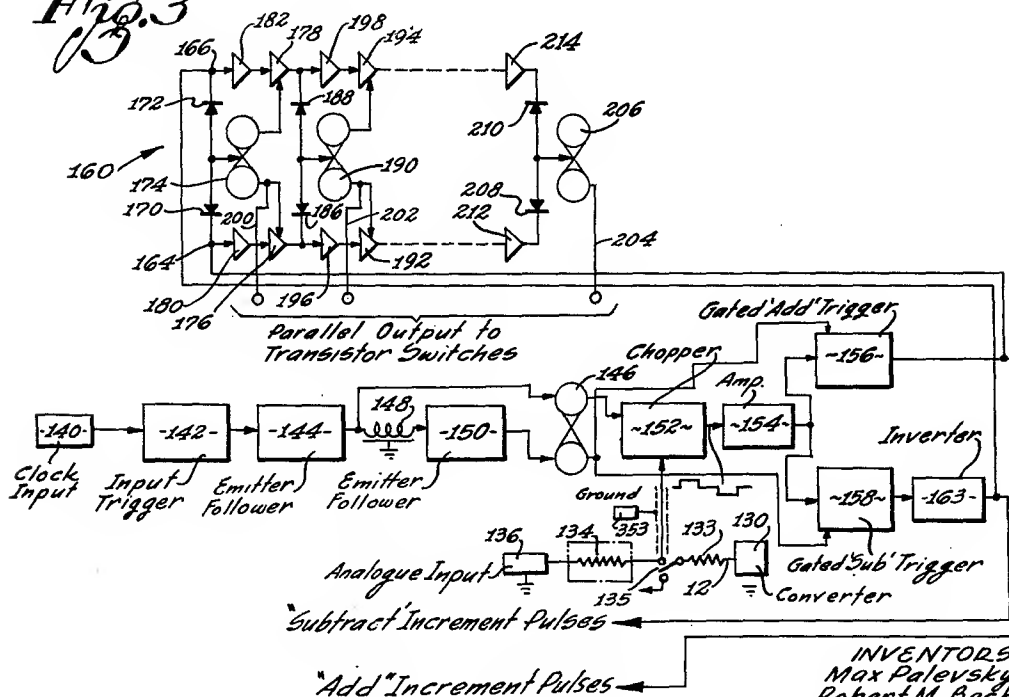 Fig. 3
182
178
198
194
214
166
172
188
210
206
160
174
190
170
200
186
202
208
212
204
164
180
176
196
192
Parallel Output to
Transistor Switches
Gated 'Add' Trigger
~156~
Chopper
146
Amp.
148
-140-
-142-
-144-
-150-
~152~
~154~
Inverter
Clock
Input
Input
Trigger
Emitter
Follower
Emitter
Follower
~158~
-163-
Ground
353
136
134
133
130
Gated 'Sub' Trigger
Analogue Input
135
12
Converter
"Subtract" Increment Pulses
"Add" Increment Pulses
INVENTORS
Max Palevsky
Robert M.